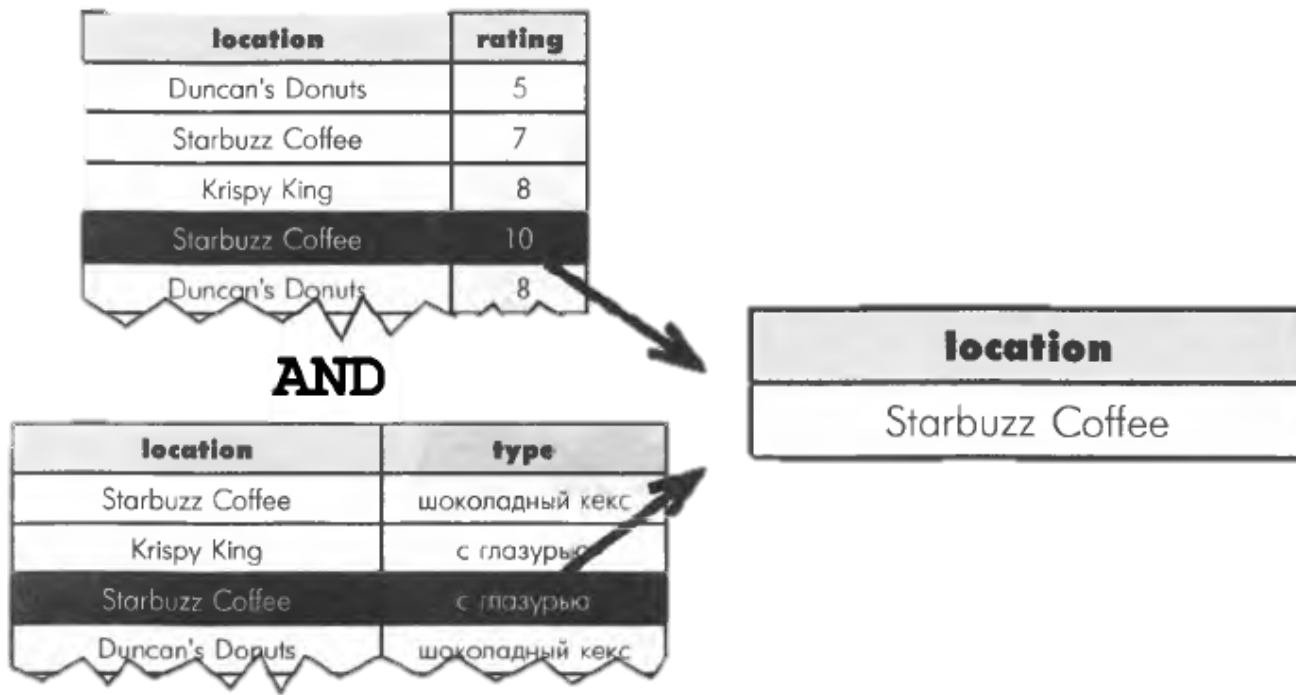 location rating
Duncan's Donuts 5
Starbuzz Coffee 7
Krispy King 8
Starbuzz Coffee 10
Duncan's Donuts 8
AND
location type
Starbuzz Coffee шоколадный кекс
Krispy King с глазурью
Starbuzz Coffee с глазурью
Duncan's Donuts шоколадный кекс
location
Starbuzz Coffee